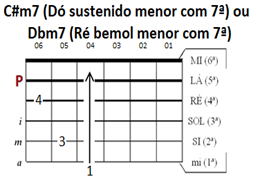 C#m7 (Dó sustenido menor com 7ª) ou
Dbm7 (Ré bemol menor com 7ª)
06 05 04 03 02 01
MI (6ª)
P LÁ (5ª)
4 RÉ (4ª)
i SOL (3ª)
m 3 SI (2ª)
a mi (1ª)
1